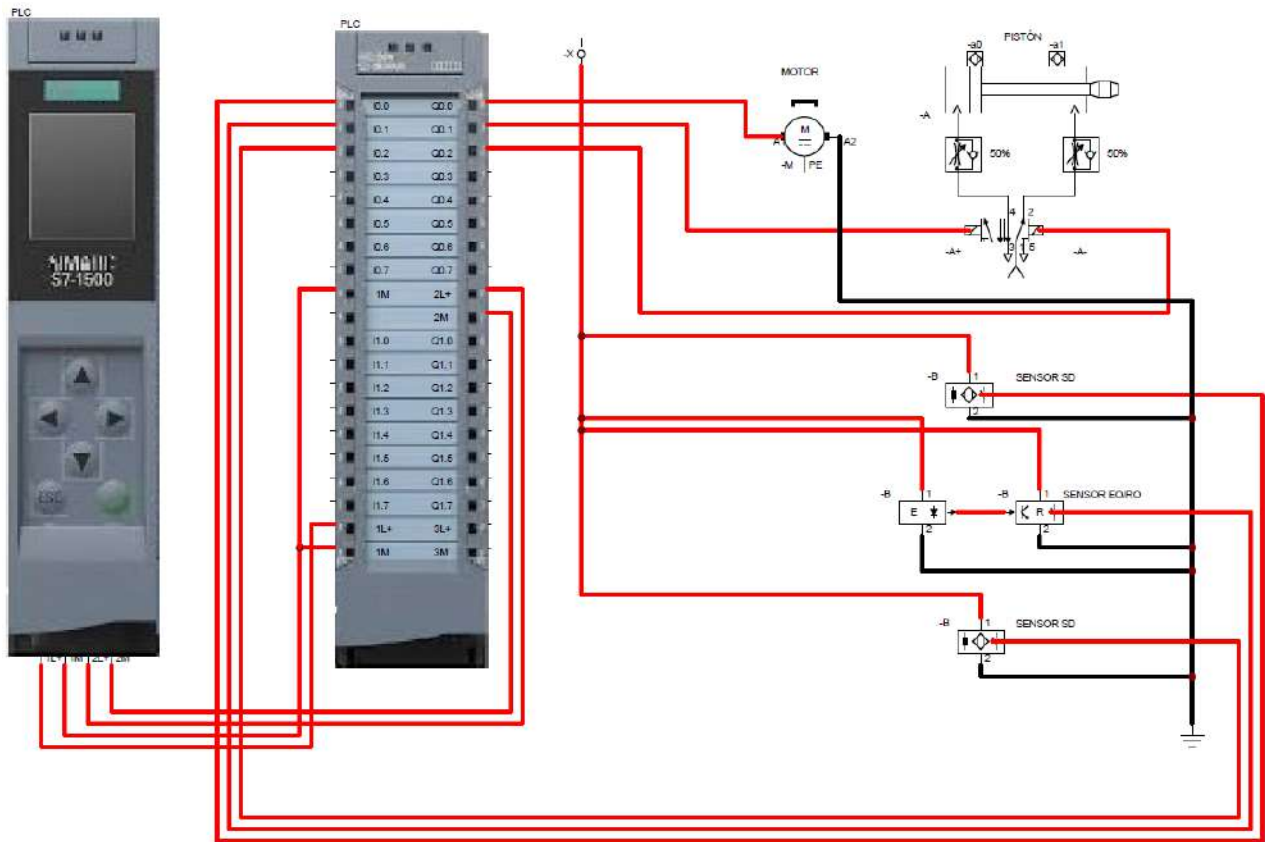 PLC
SIMATIC
S7-1500
ESC
1L+ 1M 2L+ 2M
PLC
I0.0 Q0.0
I0.1 Q0.1
I0.2 Q0.2
I0.3 Q0.3
I0.4 Q0.4
I0.5 Q0.5
I0.6 Q0.6
I0.7 Q0.7
1M 2L+
2M
I1.0 Q1.0
I1.1 Q1.1
I1.2 Q1.2
I1.3 Q1.3
I1.4 Q1.4
I1.5 Q1.5
I1.6 Q1.6
I1.7 Q1.7
1L+ 3L+
1M 3M
-X
1
MOTOR
M
A1
A2
-M
PE
PISTÓN
-a0
-a1
-A
50%
50%
4
2
3
1
5
-A+
-A-
-B
1
SENSOR SD
2
-B
1
E
2
-B
1
SENSOR EO/RO
R
2
-B
1
SENSOR SD
2